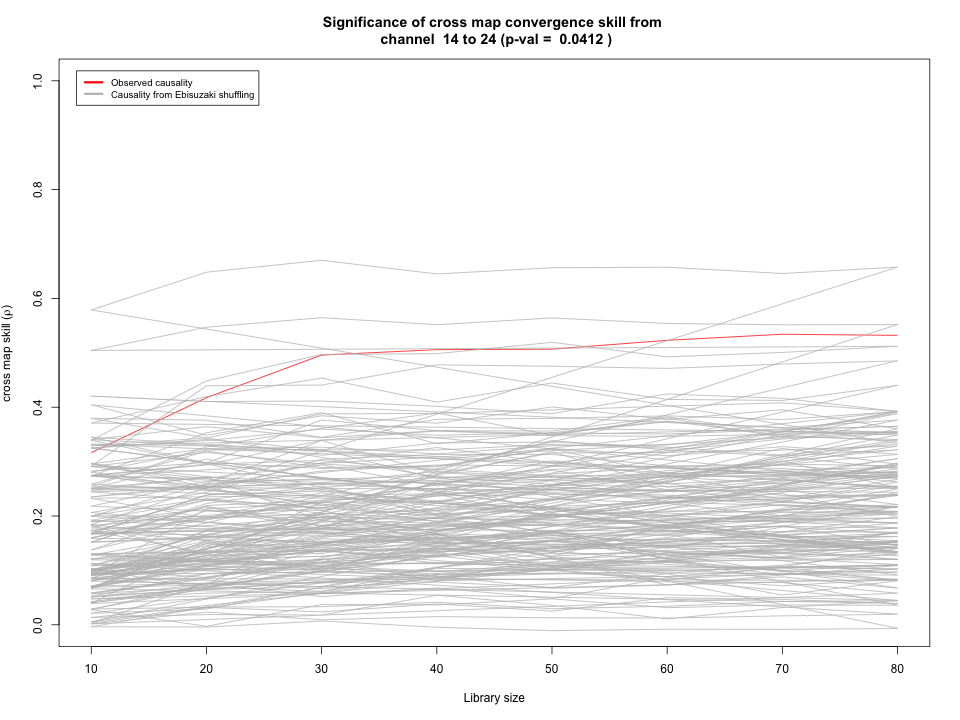 Significance of cross map convergence skill from
channel  14 to 24 (p-val =  0.0412 )
Observed causality
Causality from Ebisuzaki shuffling
cross map skill (ρ)
1.0
0.8
0.6
0.4
0.2
0.0
10 20 30 40 50 60 70 80
Library size